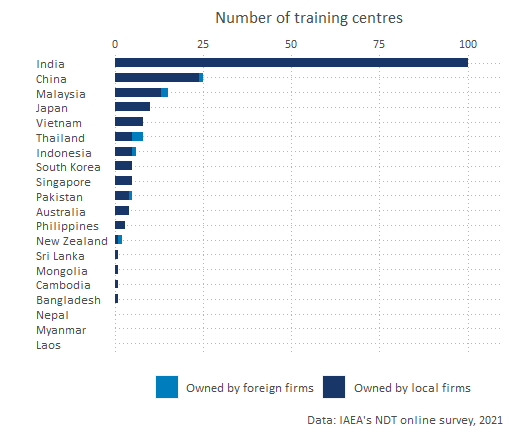 Number of training centres
0 25 50 75 100
India
China
Malaysia
Japan
Vietnam
Thailand
Indonesia
South Korea
Singapore
Pakistan
Australia
Philippines
New Zealand
Sri Lanka
Mongolia
Cambodia
Bangladesh
Nepal
Myanmar
Laos
Owned by foreign firms Owned by local firms
Data: IAEA's NDT online survey, 2021